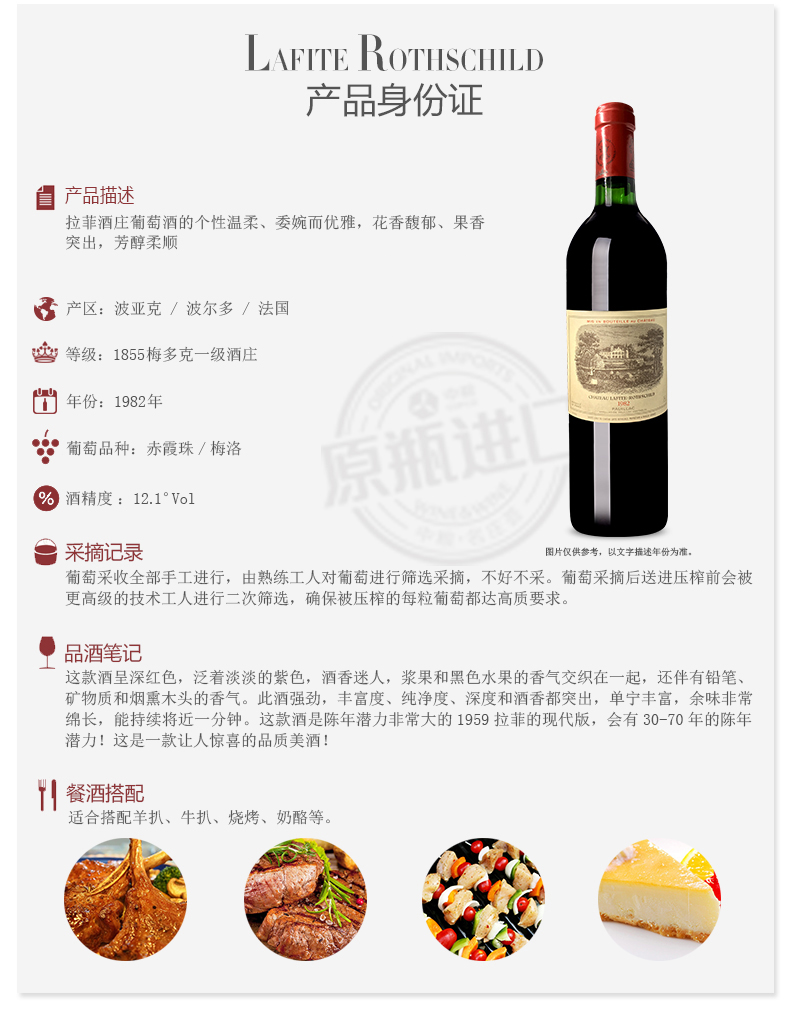 LAFITE ROTHSCHILD
产品身份证
产品描述
拉菲酒庄葡萄酒的个性温柔、委婉而优雅，花香馥郁、果香
突出，芳醇柔顺
产区：波亚克 / 波尔多 / 法国
等级：1855梅多克一级酒庄
年份：1982年
葡萄品种：赤霞珠 / 梅洛
酒精度：12.1°Vol
MIS EN BOUTEILLE AU CHATEAU
CHATEAU LAFITE ROTHSCHILD
1982
PAUILLAC
ORIGINAL IMPORTS
原瓶进口
WINE&WINE
图片仅供参考，以文字描述年份为准。
采摘记录
葡萄采收全部手工进行，由熟练工人对葡萄进行筛选采摘，不好不采。葡萄采摘后送进压榨前会被
更高级的技术工人进行二次筛选，确保被压榨的每粒葡萄都达高质要求。
品酒笔记
这款酒呈深红色，泛着淡淡的紫色，酒香迷人，浆果和黑色水果的香气交织在一起，还伴有铅笔、
矿物质和烟熏木头的香气。此酒强劲，丰富度、纯净度、深度和酒香都突出，单宁丰富，余味非常
绵长，能持续将近一分钟。这款酒是陈年潜力非常大的1959拉菲的现代版，会有30-70年的陈年
潜力！这是一款让人惊喜的品质美酒！
餐酒搭配
适合搭配羊扒、牛扒、烧烤、奶酪等。